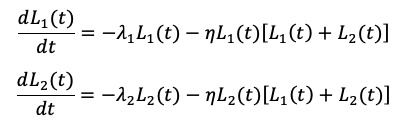 dL₁(t)/dt = −λ₁L₁(t) − ηL₁(t)[L₁(t) + L₂(t)]
dL₂(t)/dt = −λ₂L₂(t) − ηL₂(t)[L₁(t) + L₂(t)]